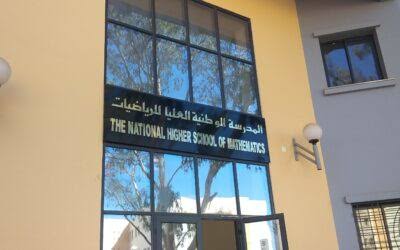 المدرسة الوطنية العليا للرياضيات
THE NATIONAL HIGHER SCHOOL OF MATHEMATICS